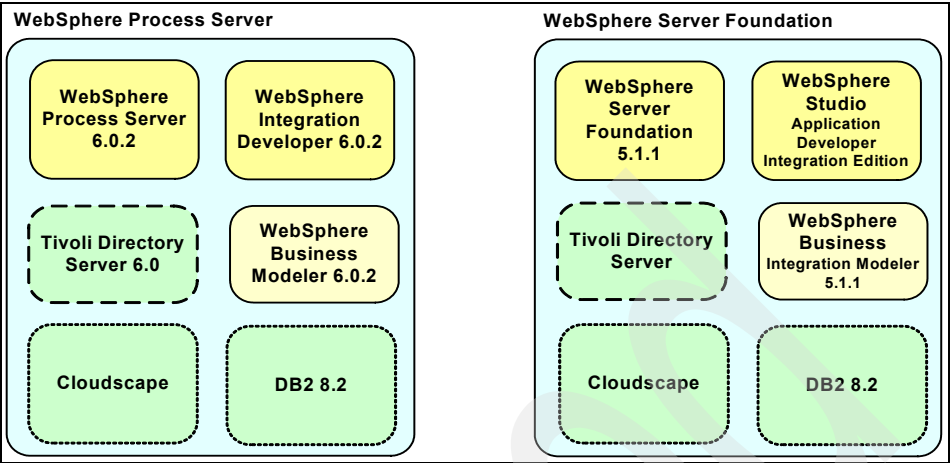 WebSphere Process Server
WebSphere
Process Server
6.0.2
WebSphere
Integration
Developer 6.0.2
Tivoli Directory
Server 6.0
WebSphere
Business
Modeler 6.0.2
Cloudscape
DB2 8.2
WebSphere Server Foundation
WebSphere
Server
Foundation
5.1.1
WebSphere
Studio
Application
Developer
Integration Edition
Tivoli Directory
Server
WebSphere
Business
Integration Modeler
5.1.1
Cloudscape
DB2 8.2